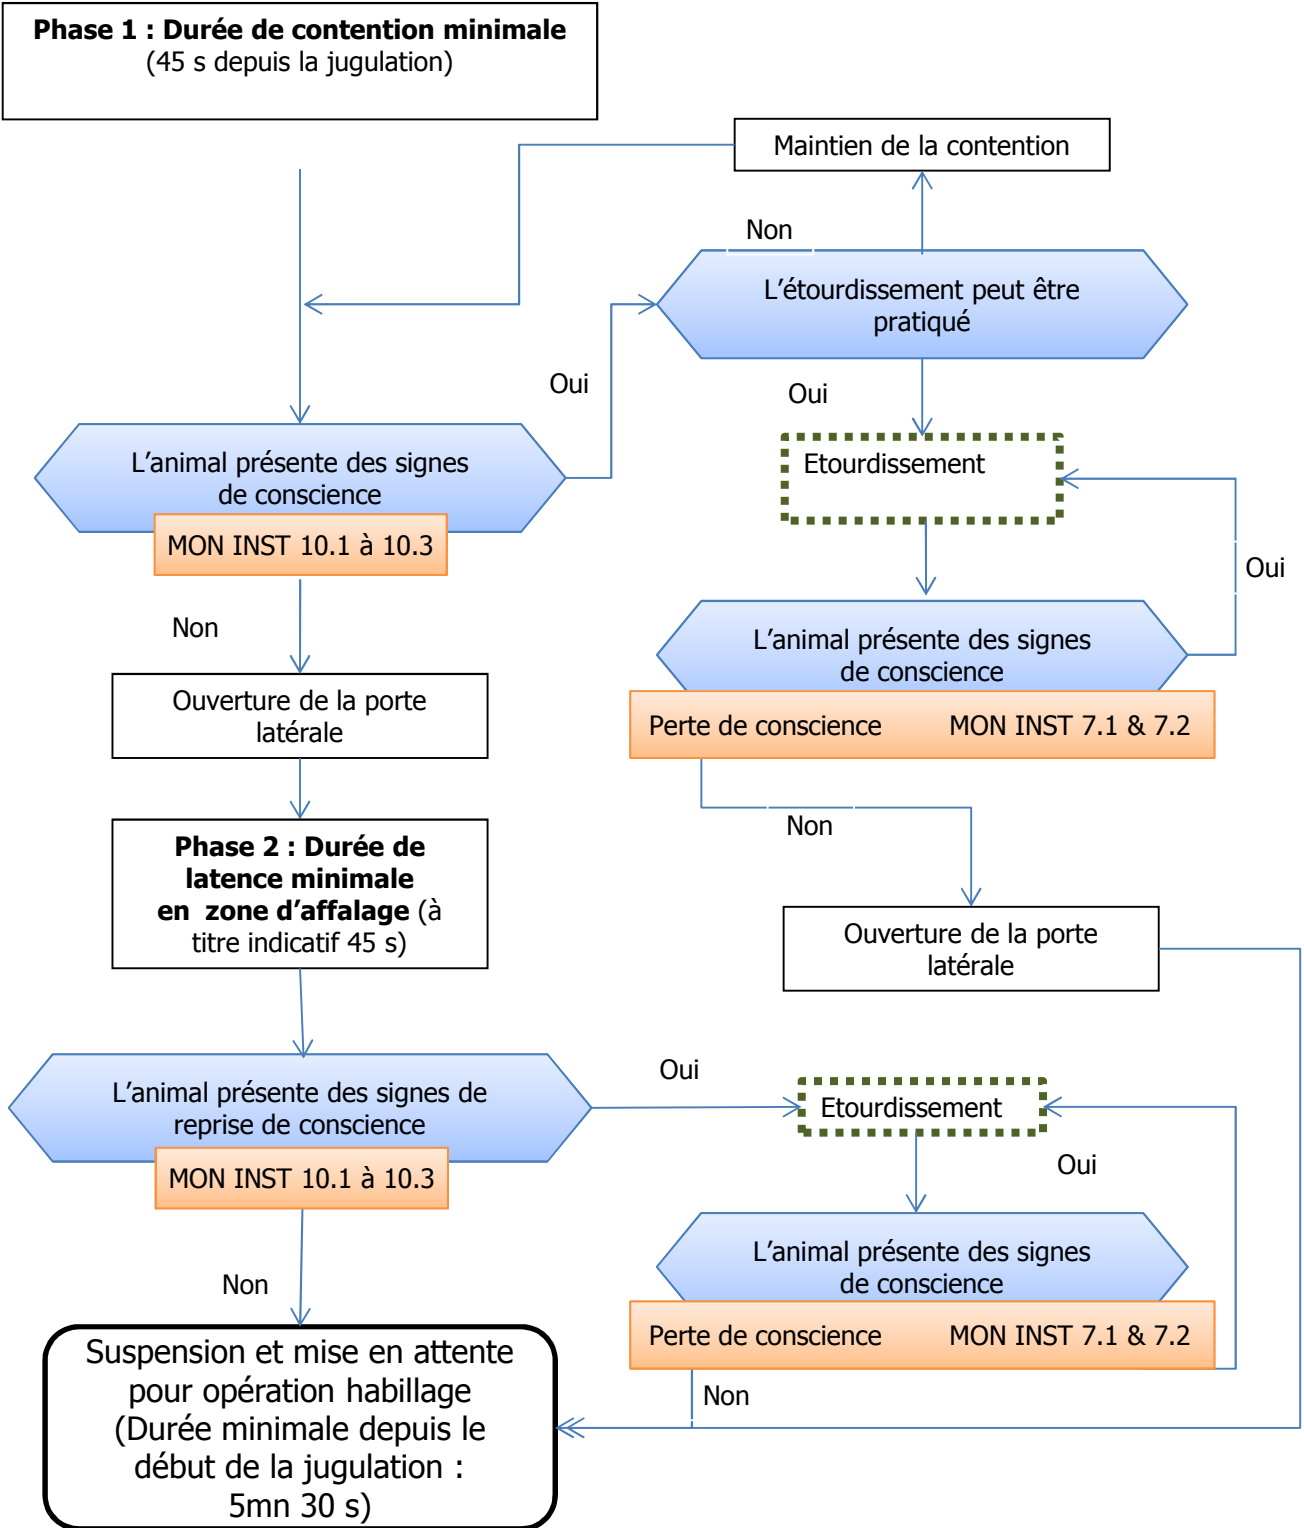 Phase 1 : Durée de contention minimale
(45 s depuis la jugulation)
Maintien de la contention
Non
L’étourdissement peut être
pratiqué
Oui
Oui
Etourdissement
L’animal présente des signes
de conscience
MON INST 10.1 à 10.3
Oui
Non
L’animal présente des signes
de conscience
Perte de conscience MON INST 7.1 & 7.2
Ouverture de la porte
latérale
Non
Phase 2 : Durée de
latence minimale
en zone d’affalage (à
titre indicatif 45 s)
Ouverture de la porte
latérale
Oui
L’animal présente des signes de
reprise de conscience
MON INST 10.1 à 10.3
Etourdissement
Oui
L’animal présente des signes
de conscience
Perte de conscience MON INST 7.1 & 7.2
Non
Non
Suspension et mise en attente
pour opération habillage
(Durée minimale depuis le
début de la jugulation :
5mn 30 s)